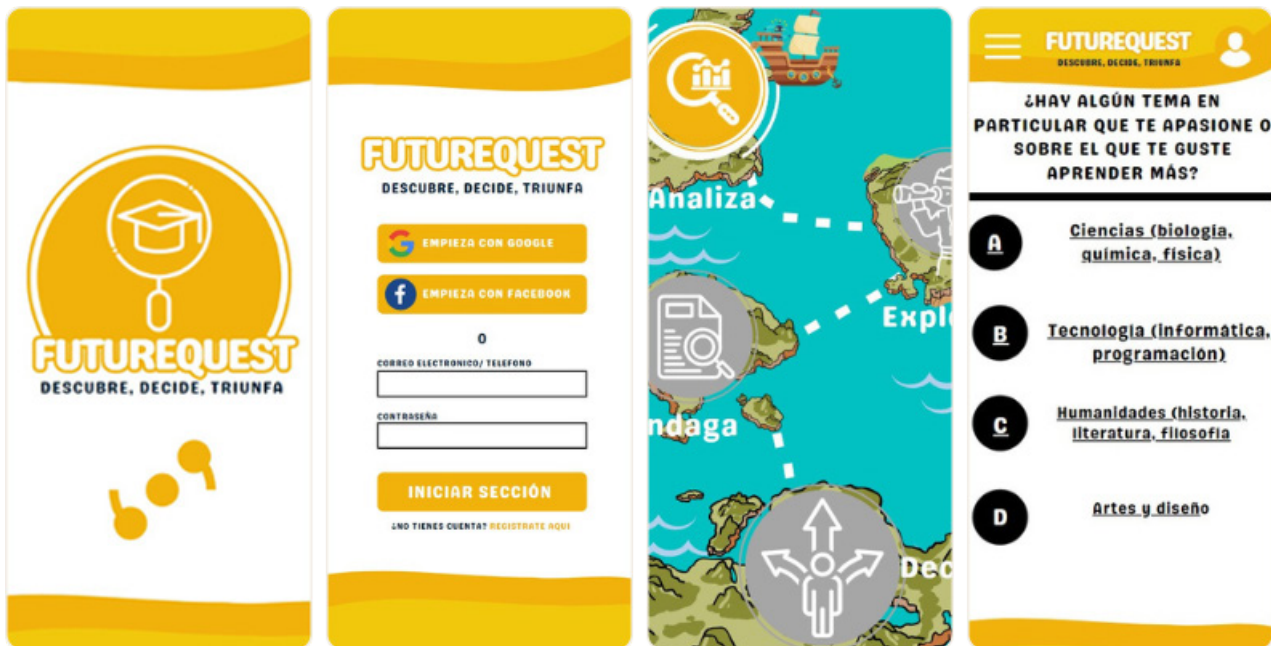 FUTUREQUEST
DESCUBRE, DECIDE, TRIUNFA
FUTUREQUEST
DESCUBRE, DECIDE, TRIUNFA
EMPIEZA CON GOOGLE
EMPIEZA CON FACEBOOK
O
CORREO ELECTRONICO/ TELEFONO
CONTRASEÑA
INICIAR SECCIÓN
¿NO TIENES CUENTA? REGISTRATE AQUI
Analiza
Explo
ndaga
Dec
FUTUREQUEST
DESCUBRE, DECIDE, TRIUNFA
¿HAY ALGÚN TEMA EN
PARTICULAR QUE TE APASIONE O
SOBRE EL QUE TE GUSTE
APRENDER MÁS?
A Ciencias (biología,
química, física)
B Tecnología (informática,
programación)
C Humanidades (historia,
literatura, filosofía
D Artes y diseño